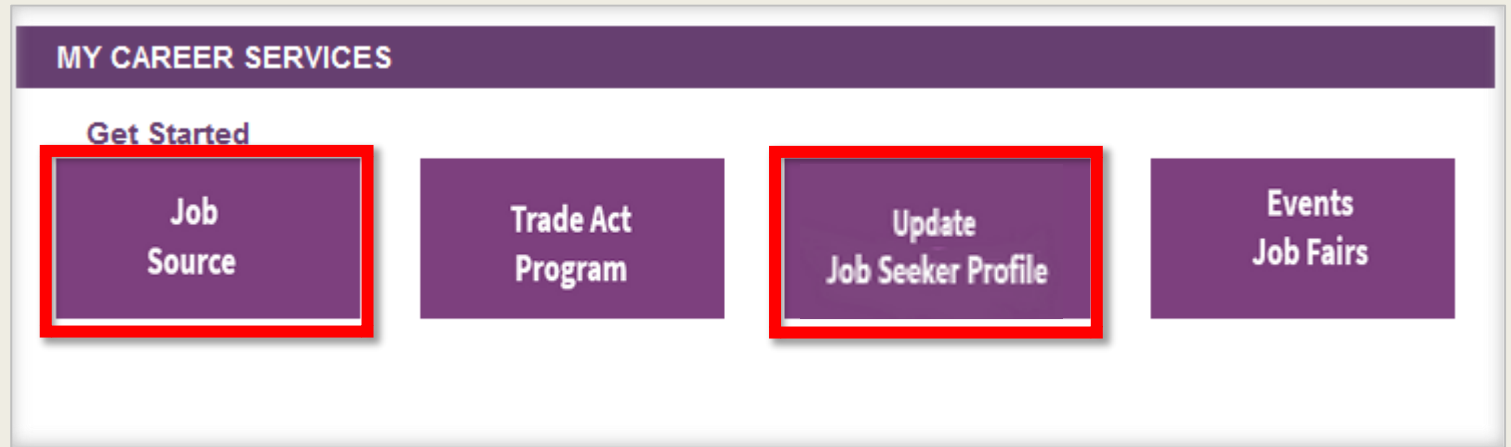 MY CAREER SERVICES
Get Started
Job
Source
Trade Act
Program
Update
Job Seeker Profile
Events
Job Fairs